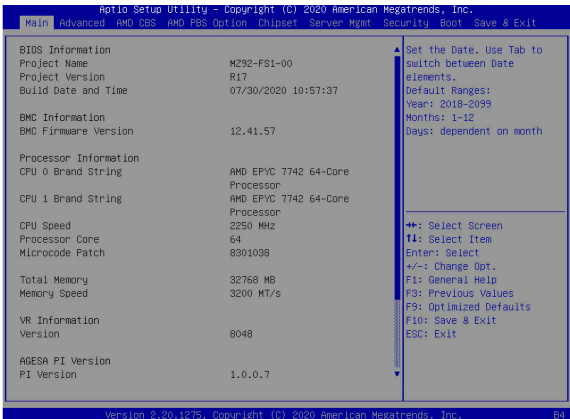 Aptio Setup Utility – Copyright (C) 2020 American Megatrends, Inc.
Main Advanced AMD CBS AMD PBS Option Chipset Server Mgmt Security Boot Save & Exit
BIOS Information
Project Name MZ92-FS1-00
Project Version R17
Build Date and Time 07/30/2020 10:57:37
BMC Information
BMC Firmware Version 12.41.57
Processor Information
CPU 0 Brand String AMD EPYC 7742 64-Core
Processor
CPU 1 Brand String AMD EPYC 7742 64-Core
Processor
CPU Speed 2250 MHz
Processor Core 64
Microcode Patch 8301038
Total Memory 32768 MB
Memory Speed 3200 MT/s
VR Information
Version 8048
AGESA PI Version
PI Version 1.0.0.7
Set the Date. Use Tab to
switch between Date
elements.
Default Ranges:
Year: 2018-2099
Months: 1-12
Days: dependent on month
→←: Select Screen
↑↓: Select Item
Enter: Select
+/-: Change Opt.
F1: General Help
F3: Previous Values
F9: Optimized Defaults
F10: Save & Exit
ESC: Exit
Version 2.20.1275. Copyright (C) 2020 American Megatrends, Inc.
B4